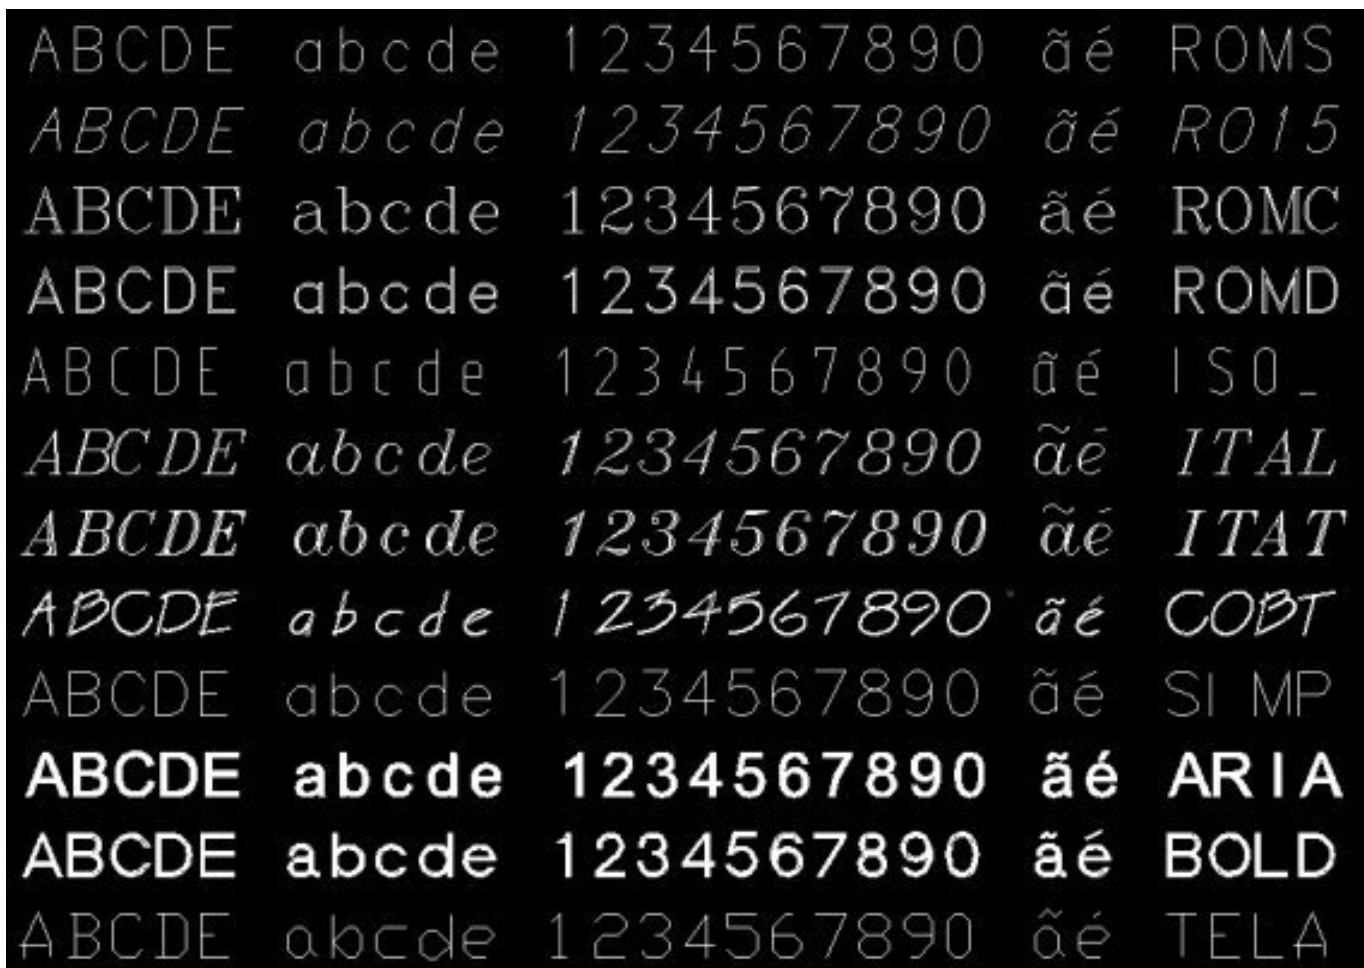 ABCDE abcde 1234567890 ãé ROMS
ABCDE abcde 1234567890 ãé RO15
ABCDE abcde 1234567890 ãé ROMC
ABCDE abcde 1234567890 ãé ROMD
ABCDE abcde 1234567890 ãé ISO_
ABCDE abcde 1234567890 ãé ITAL
ABCDE abcde 1234567890 ãé ITAT
ABCDE abcde 1234567890 ãé COBT
ABCDE abcde 1234567890 ãé SIMP
ABCDE abcde 1234567890 ãé ARIA
ABCDE abcde 1234567890 ãé BOLD
ABCDE abcde 1234567890 ãé TELA